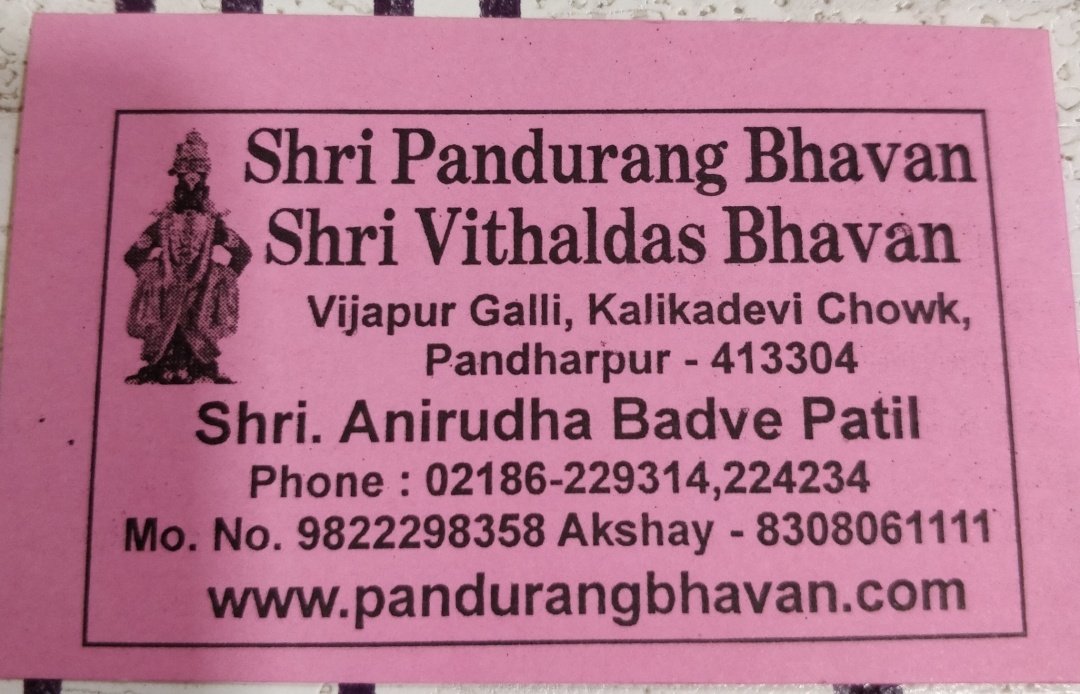 Shri Pandurang Bhavan
Shri Vithaldas Bhavan
Vijapur Galli, Kalikadevi Chowk,
Pandharpur - 413304
Shri. Anirudha Badve Patil
Phone : 02186-229314,224234
Mo. No. 9822298358 Akshay - 8308061111
www.pandurangbhavan.com